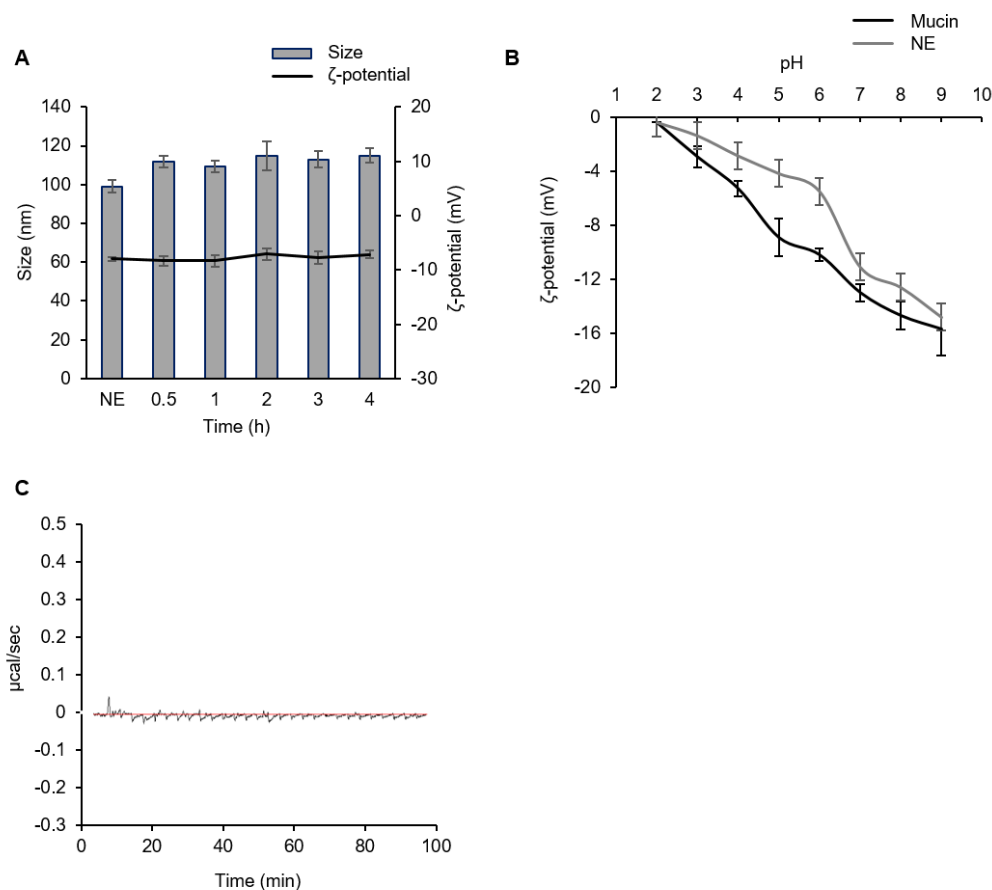 A
Size
ζ-potential
Size (nm)
140
120
100
80
60
40
20
0
20
10
0
-10
-20
-30
ζ-potential (mV)
NE 0.5 1 2 3 4
Time (h)
B
Mucin
NE
pH
1 2 3 4 5 6 7 8 9 10
ζ-potential (mV)
0
-4
-8
-12
-16
-20
C
µcal/sec
0.5
0.4
0.3
0.2
0.1
0
-0.1
-0.2
-0.3
0 20 40 60 80 100
Time (min)